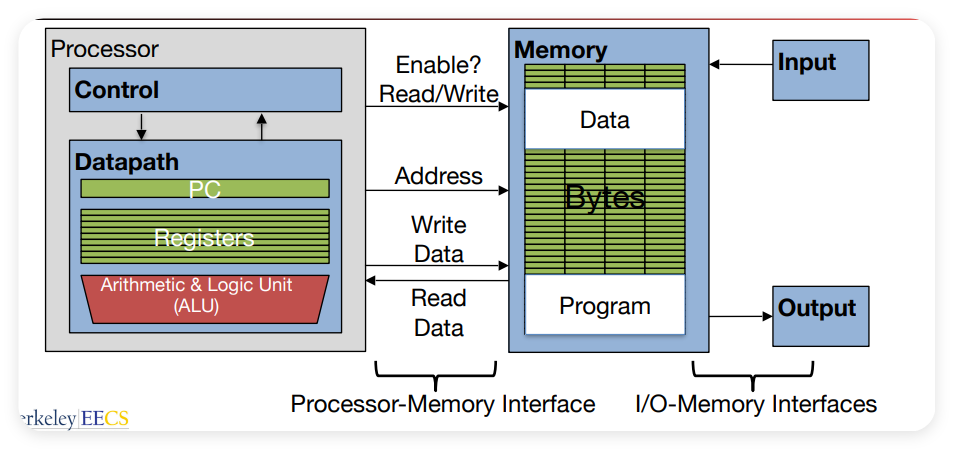 Processor
Control
Datapath
PC
Registers
Arithmetic & Logic Unit
(ALU)
Enable?
Read/Write
Address
Write
Data
Read
Data
Memory
Data
Bytes
Program
Input
Output
Processor-Memory Interface
I/O-Memory Interfaces
erkeley|EECS